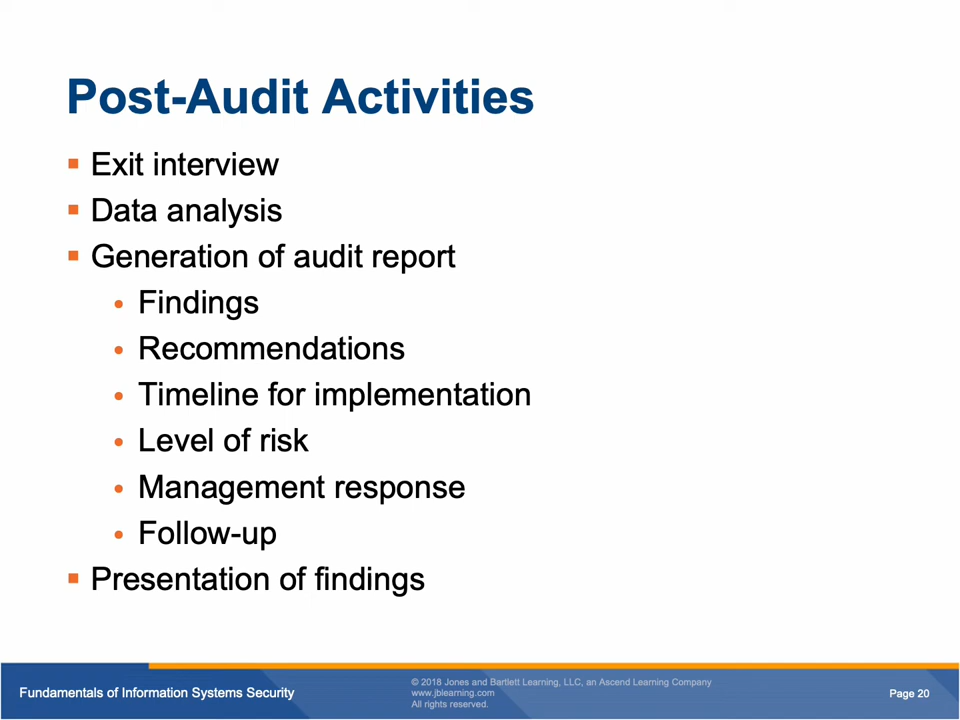 Post-Audit Activities
▪ Exit interview
▪ Data analysis
▪ Generation of audit report
• Findings
• Recommendations
• Timeline for implementation
• Level of risk
• Management response
• Follow-up
▪ Presentation of findings
Fundamentals of Information Systems Security
© 2018 Jones and Bartlett Learning, LLC, an Ascend Learning Company
www.jblearning.com
All rights reserved.
Page 20